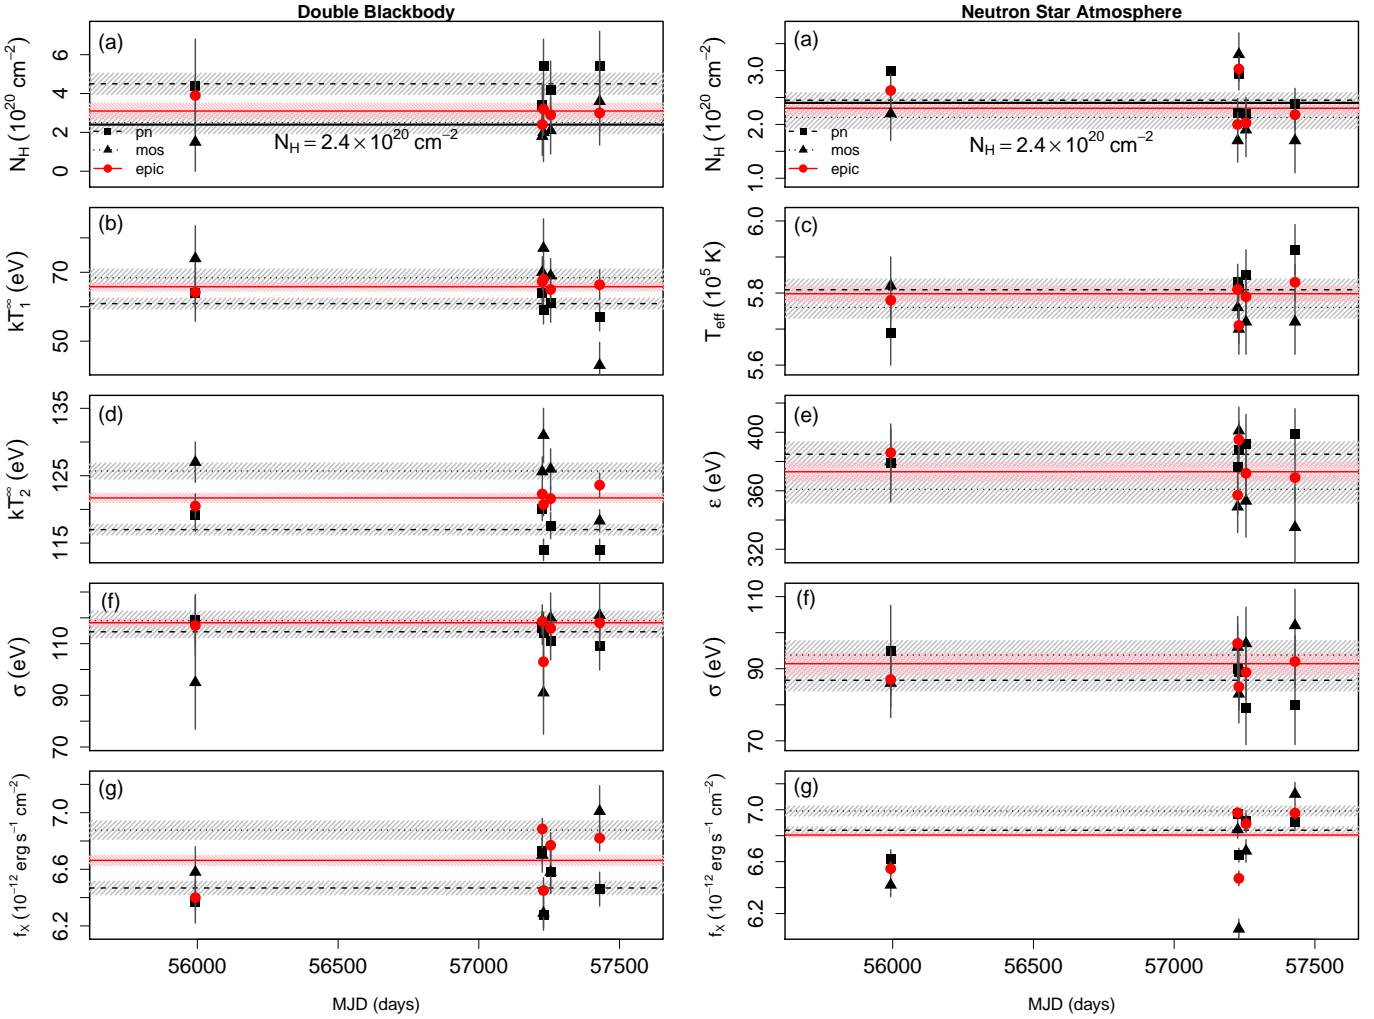 Double Blackbody
(a)
N_H (10^20 cm^−2)
6
4
2
0
pn
mos
epic
N_H = 2.4 × 10^20 cm^−2
(b)
kT_1^∞ (eV)
70
50
(d)
kT_2^∞ (eV)
135
125
115
(f)
σ (eV)
110
90
70
(g)
f_X (10^−12 erg s^−1 cm^−2)
7.0
6.6
6.2
56000 56500 57000 57500
MJD (days)
Neutron Star Atmosphere
(a)
N_H (10^20 cm^−2)
3.0
2.0
1.0
pn
mos
epic
N_H = 2.4 × 10^20 cm^−2
(c)
T_eff (10^5 K)
6.0
5.8
5.6
(e)
ε (eV)
400
360
320
(f)
σ (eV)
110
90
70
(g)
f_X (10^−12 erg s^−1 cm^−2)
7.0
6.6
6.2
56000 56500 57000 57500
MJD (days)